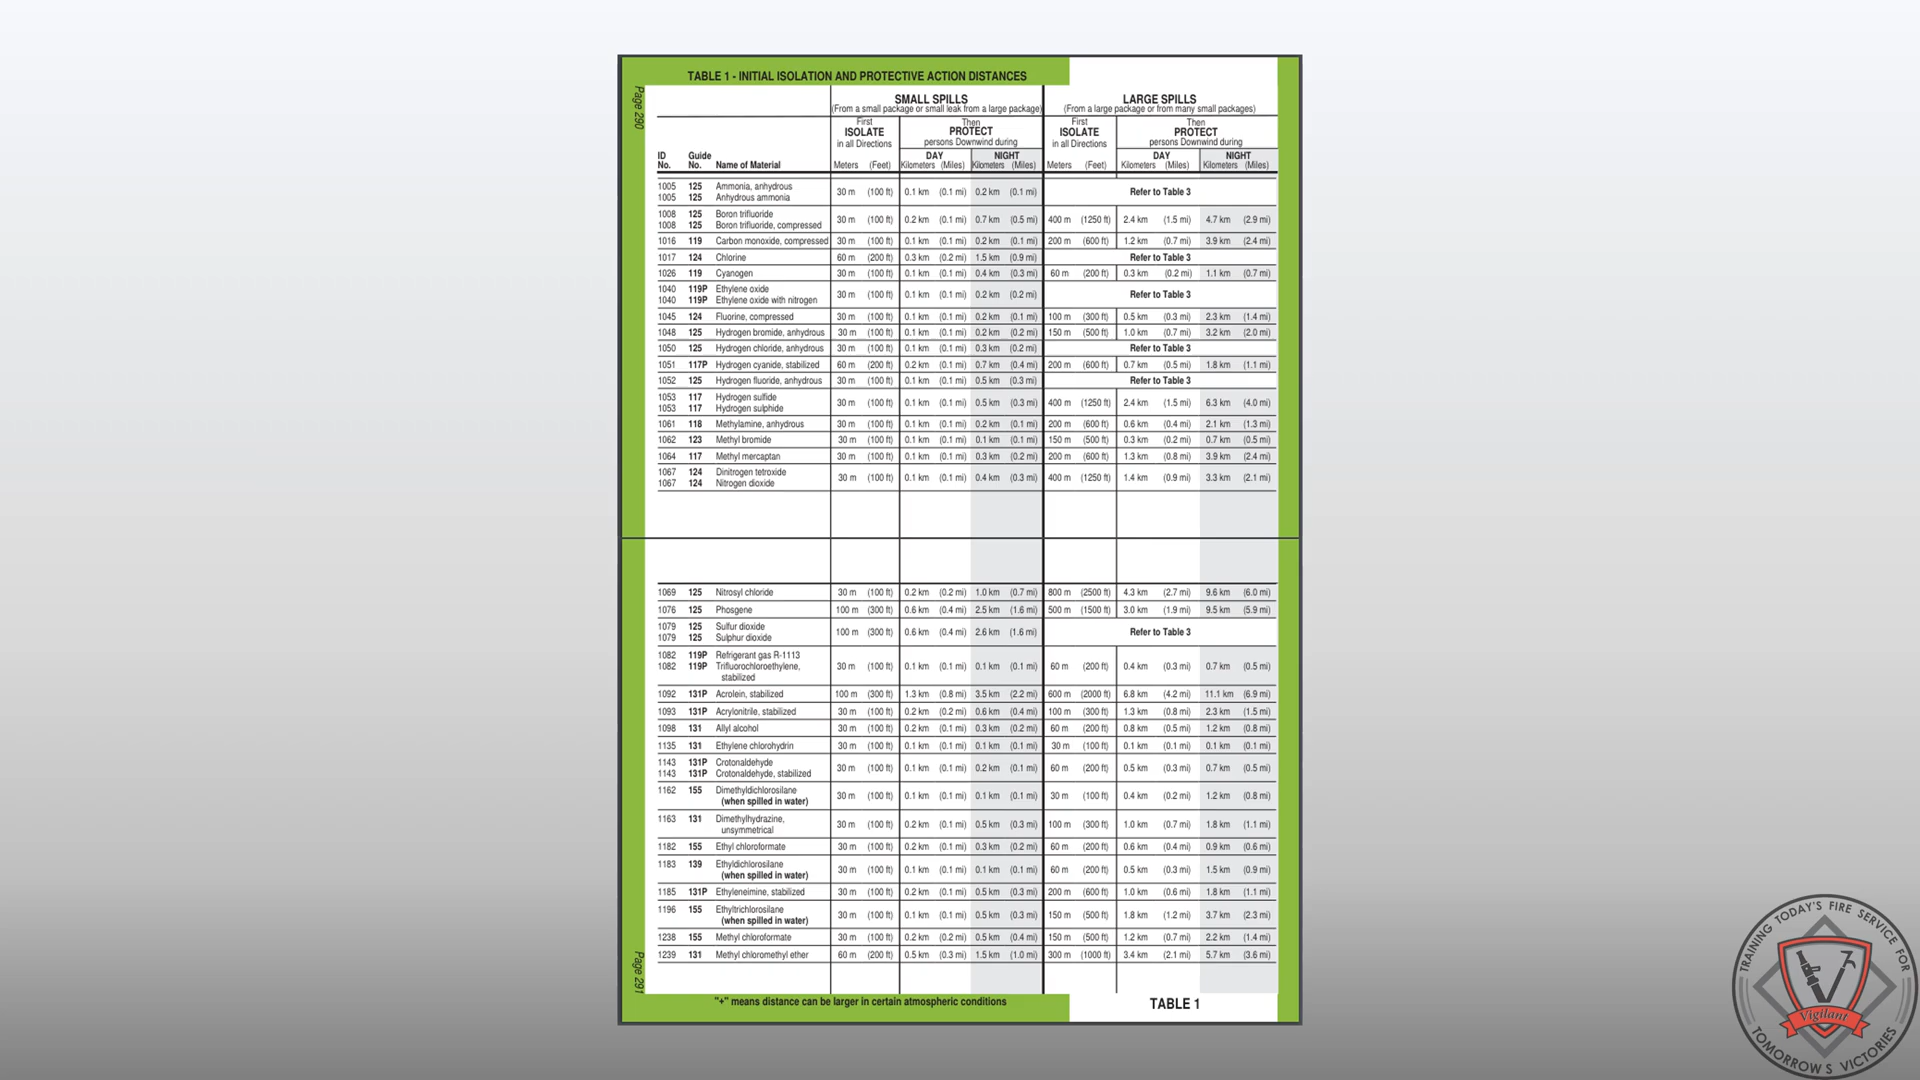 TABLE 1 - INITIAL ISOLATION AND PROTECTIVE ACTION DISTANCES
Page 290
SMALL SPILLS
(From a small package or small leak from a large package)
LARGE SPILLS
(From a large package or from many small packages)
First ISOLATE in all Directions
Then PROTECT persons Downwind during
First ISOLATE in all Directions
Then PROTECT persons Downwind during
DAY NIGHT DAY NIGHT
ID No. Guide No. Name of Material Meters (Feet) Kilometers (Miles) Kilometers (Miles) Meters (Feet) Kilometers (Miles) Kilometers (Miles)
1005 125 Ammonia, anhydrous
1005 125 Anhydrous ammonia
30 m (100 ft) 0.1 km (0.1 mi) 0.2 km (0.1 mi) Refer to Table 3
1008 125 Boron trifluoride
1008 125 Boron trifluoride, compressed
30 m (100 ft) 0.2 km (0.1 mi) 0.7 km (0.5 mi) 400 m (1250 ft) 2.4 km (1.5 mi) 4.7 km (2.9 mi)
1016 119 Carbon monoxide, compressed 30 m (100 ft) 0.1 km (0.1 mi) 0.2 km (0.1 mi) 200 m (600 ft) 1.2 km (0.7 mi) 3.9 km (2.4 mi)
1017 124 Chlorine 60 m (200 ft) 0.3 km (0.2 mi) 1.5 km (0.9 mi) Refer to Table 3
1026 119 Cyanogen 30 m (100 ft) 0.1 km (0.1 mi) 0.4 km (0.3 mi) 60 m (200 ft) 0.3 km (0.2 mi) 1.1 km (0.7 mi)
1040 119P Ethylene oxide
1040 119P Ethylene oxide with nitrogen
30 m (100 ft) 0.1 km (0.1 mi) 0.2 km (0.2 mi) Refer to Table 3
1045 124 Fluorine, compressed 30 m (100 ft) 0.1 km (0.1 mi) 0.2 km (0.1 mi) 100 m (300 ft) 0.5 km (0.3 mi) 2.3 km (1.4 mi)
1048 125 Hydrogen bromide, anhydrous 30 m (100 ft) 0.1 km (0.1 mi) 0.2 km (0.2 mi) 150 m (500 ft) 1.0 km (0.7 mi) 3.2 km (2.0 mi)
1050 125 Hydrogen chloride, anhydrous 30 m (100 ft) 0.1 km (0.1 mi) 0.3 km (0.2 mi) Refer to Table 3
1051 117P Hydrogen cyanide, stabilized 60 m (200 ft) 0.2 km (0.1 mi) 0.7 km (0.4 mi) 200 m (600 ft) 0.7 km (0.5 mi) 1.8 km (1.1 mi)
1052 125 Hydrogen fluoride, anhydrous 30 m (100 ft) 0.1 km (0.1 mi) 0.5 km (0.3 mi) Refer to Table 3
1053 117 Hydrogen sulfide
1053 117 Hydrogen sulphide
30 m (100 ft) 0.1 km (0.1 mi) 0.5 km (0.3 mi) 400 m (1250 ft) 2.4 km (1.5 mi) 6.3 km (4.0 mi)
1061 118 Methylamine, anhydrous 30 m (100 ft) 0.1 km (0.1 mi) 0.2 km (0.1 mi) 200 m (600 ft) 0.6 km (0.4 mi) 2.1 km (1.3 mi)
1062 123 Methyl bromide 30 m (100 ft) 0.1 km (0.1 mi) 0.1 km (0.1 mi) 150 m (500 ft) 0.3 km (0.2 mi) 0.7 km (0.5 mi)
1064 117 Methyl mercaptan 30 m (100 ft) 0.1 km (0.1 mi) 0.3 km (0.2 mi) 200 m (600 ft) 1.3 km (0.8 mi) 3.9 km (2.4 mi)
1067 124 Dinitrogen tetroxide
1067 124 Nitrogen dioxide
30 m (100 ft) 0.1 km (0.1 mi) 0.4 km (0.3 mi) 400 m (1250 ft) 1.4 km (0.9 mi) 3.3 km (2.1 mi)
1069 125 Nitrosyl chloride 30 m (100 ft) 0.2 km (0.2 mi) 1.0 km (0.7 mi) 800 m (2500 ft) 4.3 km (2.7 mi) 9.6 km (6.0 mi)
1076 125 Phosgene 100 m (300 ft) 0.6 km (0.4 mi) 2.5 km (1.6 mi) 500 m (1500 ft) 3.0 km (1.9 mi) 9.5 km (5.9 mi)
1079 125 Sulfur dioxide
1079 125 Sulphur dioxide
100 m (300 ft) 0.6 km (0.4 mi) 2.6 km (1.6 mi) Refer to Table 3
1082 119P Refrigerant gas R-1113
1082 119P Trifluorochloroethylene, stabilized
30 m (100 ft) 0.1 km (0.1 mi) 0.1 km (0.1 mi) 60 m (200 ft) 0.4 km (0.3 mi) 0.7 km (0.5 mi)
1092 131P Acrolein, stabilized 100 m (300 ft) 1.3 km (0.8 mi) 3.5 km (2.2 mi) 600 m (2000 ft) 6.8 km (4.2 mi) 11.1 km (6.9 mi)
1093 131P Acrylonitrile, stabilized 30 m (100 ft) 0.2 km (0.2 mi) 0.6 km (0.4 mi) 100 m (300 ft) 1.3 km (0.8 mi) 2.3 km (1.5 mi)
1098 131 Allyl alcohol 30 m (100 ft) 0.2 km (0.1 mi) 0.3 km (0.2 mi) 60 m (200 ft) 0.8 km (0.5 mi) 1.2 km (0.8 mi)
1135 131 Ethylene chlorohydrin 30 m (100 ft) 0.1 km (0.1 mi) 0.1 km (0.1 mi) 30 m (100 ft) 0.1 km (0.1 mi) 0.1 km (0.1 mi)
1143 131P Crotonaldehyde
1143 131P Crotonaldehyde, stabilized
30 m (100 ft) 0.1 km (0.1 mi) 0.2 km (0.1 mi) 60 m (200 ft) 0.5 km (0.3 mi) 0.7 km (0.5 mi)
1162 155 Dimethyldichlorosilane
(when spilled in water)
30 m (100 ft) 0.1 km (0.1 mi) 0.1 km (0.1 mi) 30 m (100 ft) 0.4 km (0.2 mi) 1.2 km (0.8 mi)
1163 131 Dimethylhydrazine, unsymmetrical
30 m (100 ft) 0.2 km (0.1 mi) 0.5 km (0.3 mi) 100 m (300 ft) 1.0 km (0.7 mi) 1.8 km (1.1 mi)
1182 155 Ethyl chloroformate 30 m (100 ft) 0.2 km (0.1 mi) 0.3 km (0.2 mi) 60 m (200 ft) 0.6 km (0.4 mi) 0.9 km (0.6 mi)
1183 139 Ethyldichlorosilane
(when spilled in water)
30 m (100 ft) 0.1 km (0.1 mi) 0.1 km (0.1 mi) 60 m (200 ft) 0.5 km (0.3 mi) 1.5 km (0.9 mi)
1185 131P Ethyleneimine, stabilized 30 m (100 ft) 0.2 km (0.1 mi) 0.5 km (0.3 mi) 200 m (600 ft) 1.0 km (0.6 mi) 1.8 km (1.1 mi)
1196 155 Ethyltrichlorosilane
(when spilled in water)
30 m (100 ft) 0.1 km (0.1 mi) 0.5 km (0.3 mi) 150 m (500 ft) 1.8 km (1.2 mi) 3.7 km (2.3 mi)
1238 155 Methyl chloroformate 30 m (100 ft) 0.2 km (0.2 mi) 0.5 km (0.4 mi) 150 m (500 ft) 1.2 km (0.7 mi) 2.2 km (1.4 mi)
1239 131 Methyl chloromethyl ether 60 m (200 ft) 0.5 km (0.3 mi) 1.5 km (1.0 mi) 300 m (1000 ft) 3.4 km (2.1 mi) 5.7 km (3.6 mi)
Page 291
"+" means distance can be larger in certain atmospheric conditions
TABLE 1
TRAINING TODAY'S FIRE SERVICE FOR
Vigilant
TOMORROW'S VICTORIES